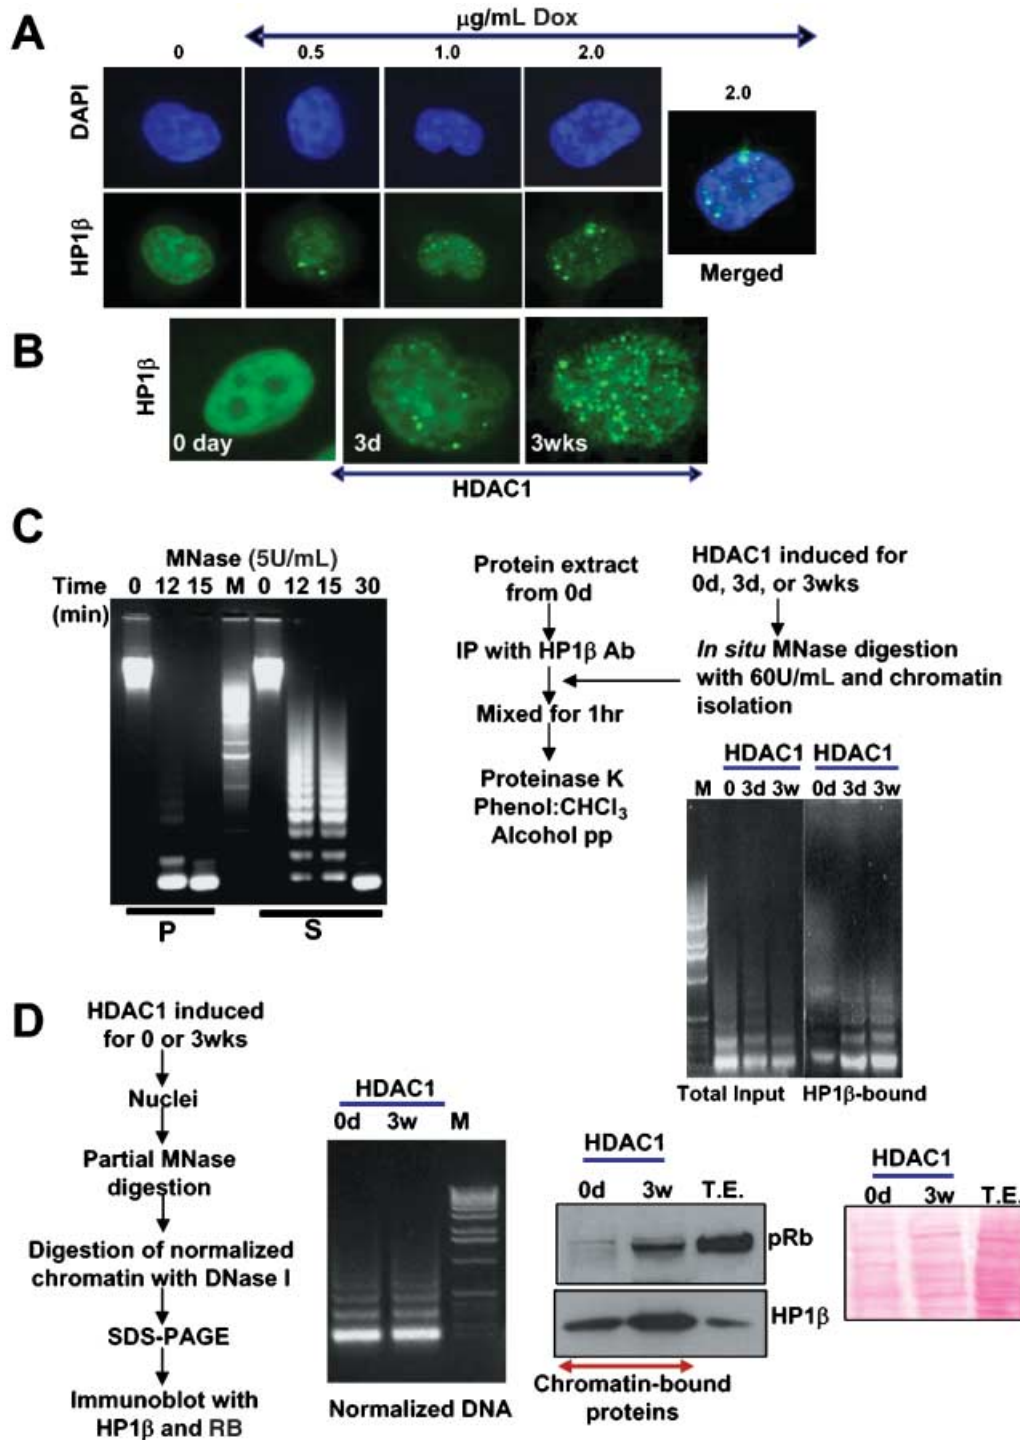 A
μg/mL Dox
0
0.5
1.0
2.0
2.0
DAPI
HP1β
Merged
B
HP1β
0 day
3d
3wks
HDAC1
C
MNase (5U/mL)
Time 0 12 15 M 0 12 15 30
(min)
P
S
Protein extract
from 0d
IP with HP1β Ab
Mixed for 1hr
Proteinase K
Phenol:CHCl3
Alcohol pp
HDAC1 induced for
0d, 3d, or 3wks
In situ MNase digestion
with 60U/mL and chromatin
isolation
HDAC1 HDAC1
M 0 3d 3w 0d 3d 3w
Total Input HP1β-bound
D
HDAC1 induced
for 0 or 3wks
Nuclei
Partial MNase
digestion
Digestion of normalized
chromatin with DNase I
SDS-PAGE
Immunoblot with
HP1β and RB
HDAC1
0d 3w M
Normalized DNA
HDAC1
0d 3w T.E.
pRb
HP1β
Chromatin-bound
proteins
HDAC1
0d 3w T.E.